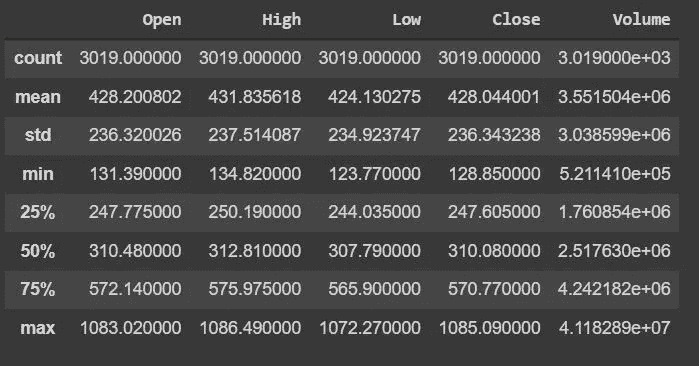 Open High Low Close Volume
count 3019.000000 3019.000000 3019.000000 3019.000000 3.019000e+03
mean 428.200802 431.835618 424.130275 428.044001 3.551504e+06
std 236.320026 237.514087 234.923747 236.343238 3.038599e+06
min 131.390000 134.820000 123.770000 128.850000 5.211410e+05
25% 247.775000 250.190000 244.035000 247.605000 1.760854e+06
50% 310.480000 312.810000 307.790000 310.080000 2.517630e+06
75% 572.140000 575.975000 565.900000 570.770000 4.242182e+06
max 1083.020000 1086.490000 1072.270000 1085.090000 4.118289e+07